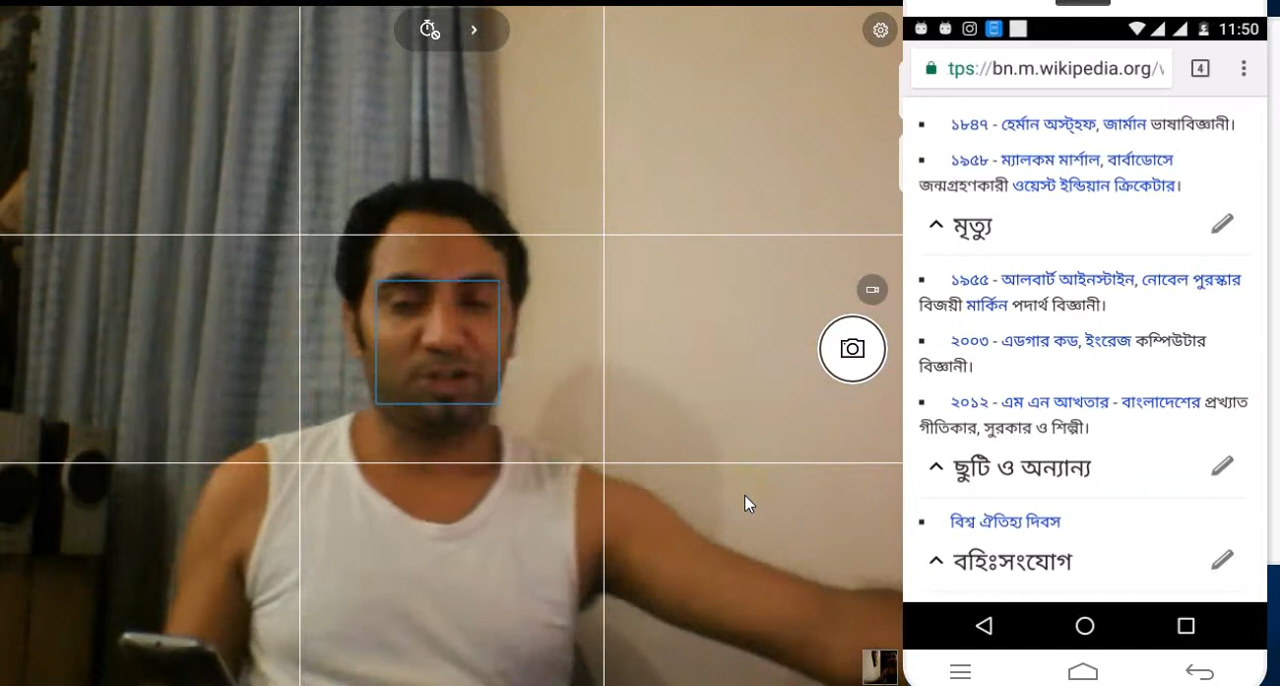 11:50
tps://bn.m.wikipedia.org/
4
১৮৪৭ - হের্মান অস্ট্‌হফ, জার্মান ভাষাবিজ্ঞানী।
১৯৫৮ - ম্যালকম মার্শাল, বার্বাডোসে
জন্মগ্রহণকারী ওয়েস্ট ইন্ডিয়ান ক্রিকেটার।
মৃত্যু
১৯৫৫ - আলবার্ট আইনস্টাইন, নোবেল পুরস্কার
বিজয়ী মার্কিন পদার্থ বিজ্ঞানী।
২০০৩ - এডগার কড, ইংরেজ কম্পিউটার
বিজ্ঞানী।
২০১২ - এম এন আখতার - বাংলাদেশের প্রখ্যাত
গীতিকার, সুরকার ও শিল্পী।
ছুটি ও অন্যান্য
বিশ্ব ঐতিহ্য দিবস
বহিঃসংযোগ